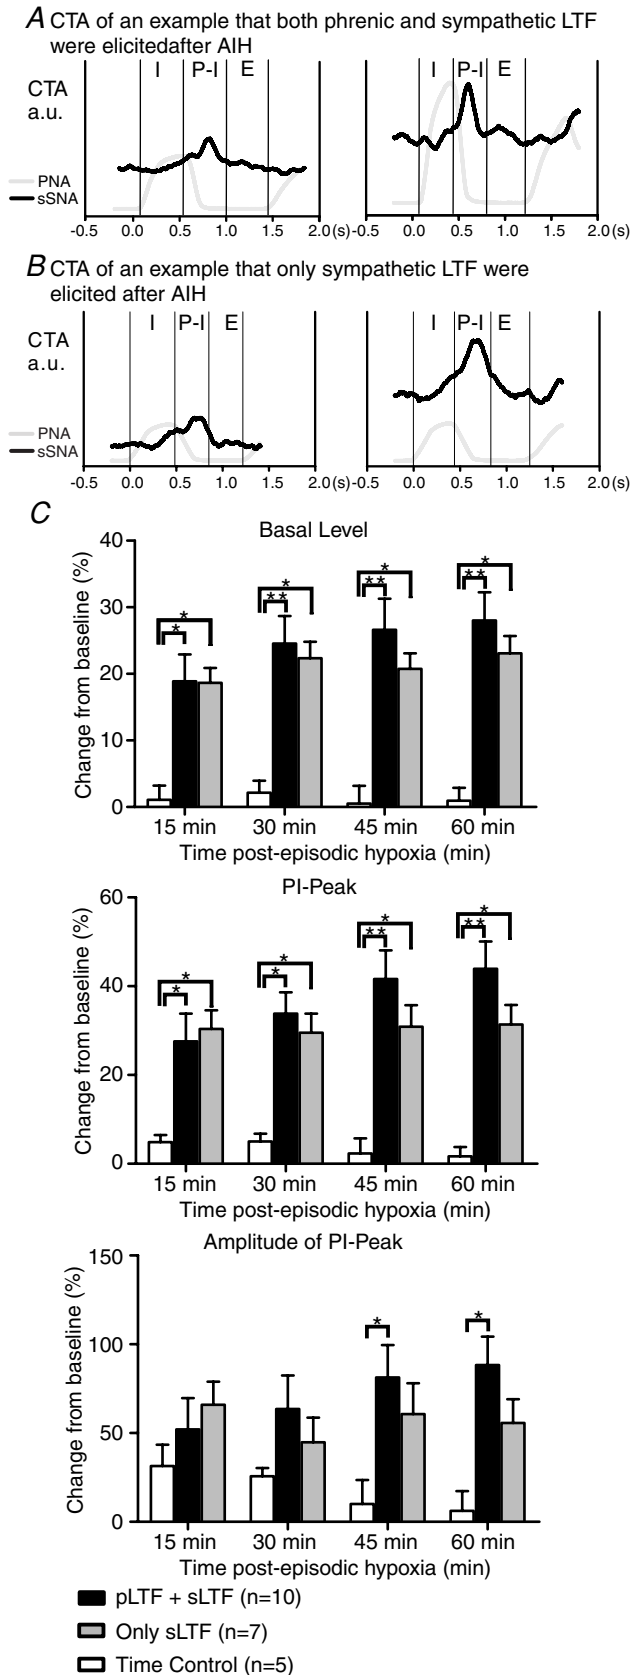 A CTA of an example that both phrenic and sympathetic LTF
were elicitedafter AIH
CTA
a.u.
I P-I E
I P-I E
PNA
sSNA
-0.5 0.0 0.5 1.0 1.5 2.0 (s)
-0.5 0.0 0.5 1.0 1.5 2.0 (s)
B CTA of an example that only sympathetic LTF were
elicited after AIH
CTA
a.u.
I P-I E
I P-I E
PNA
sSNA
-0.5 0.0 0.5 1.0 1.5 2.0 (s)
-0.5 0.0 0.5 1.0 1.5 2.0 (s)
C
Basal Level
Change from baseline (%)
40
30
20
10
0
* *
** *
** *
** *
15 min 30 min 45 min 60 min
Time post-episodic hypoxia (min)
PI-Peak
Change from baseline (%)
60
40
20
0
* *
* *
** *
** *
15 min 30 min 45 min 60 min
Time post-episodic hypoxia (min)
Amplitude of PI-Peak
Change from baseline (%)
150
100
50
0
*
*
15 min 30 min 45 min 60 min
Time post-episodic hypoxia (min)
pLTF + sLTF (n=10)
Only sLTF (n=7)
Time Control (n=5)